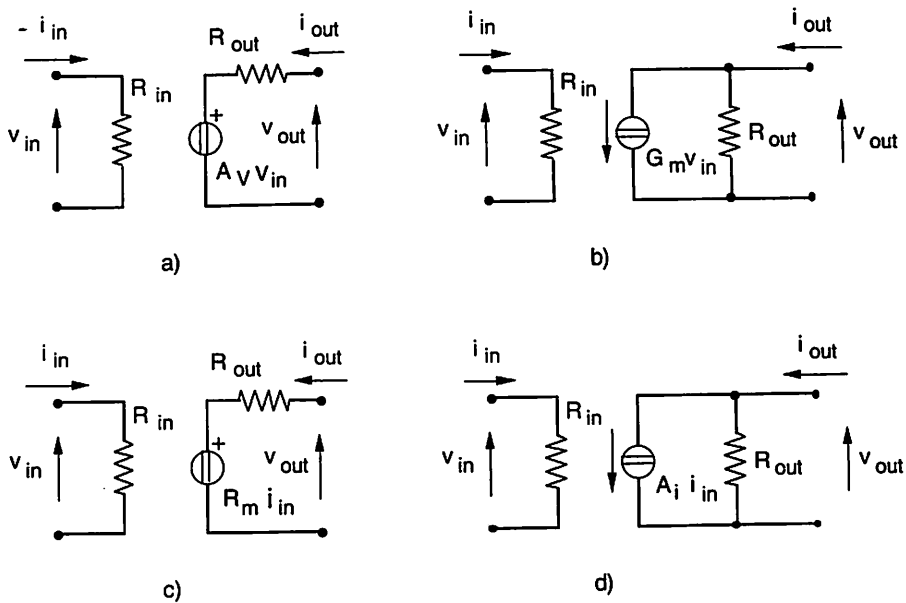 - i in
i out
R out
R in
+
v in
v out
A v v in
a)
i in
i out
R in
R out
v in
v out
G m v in
b)
i in
i out
R out
R in
+
v in
v out
R m i in
c)
i in
i out
R in
R out
v in
v out
A i i in
d)